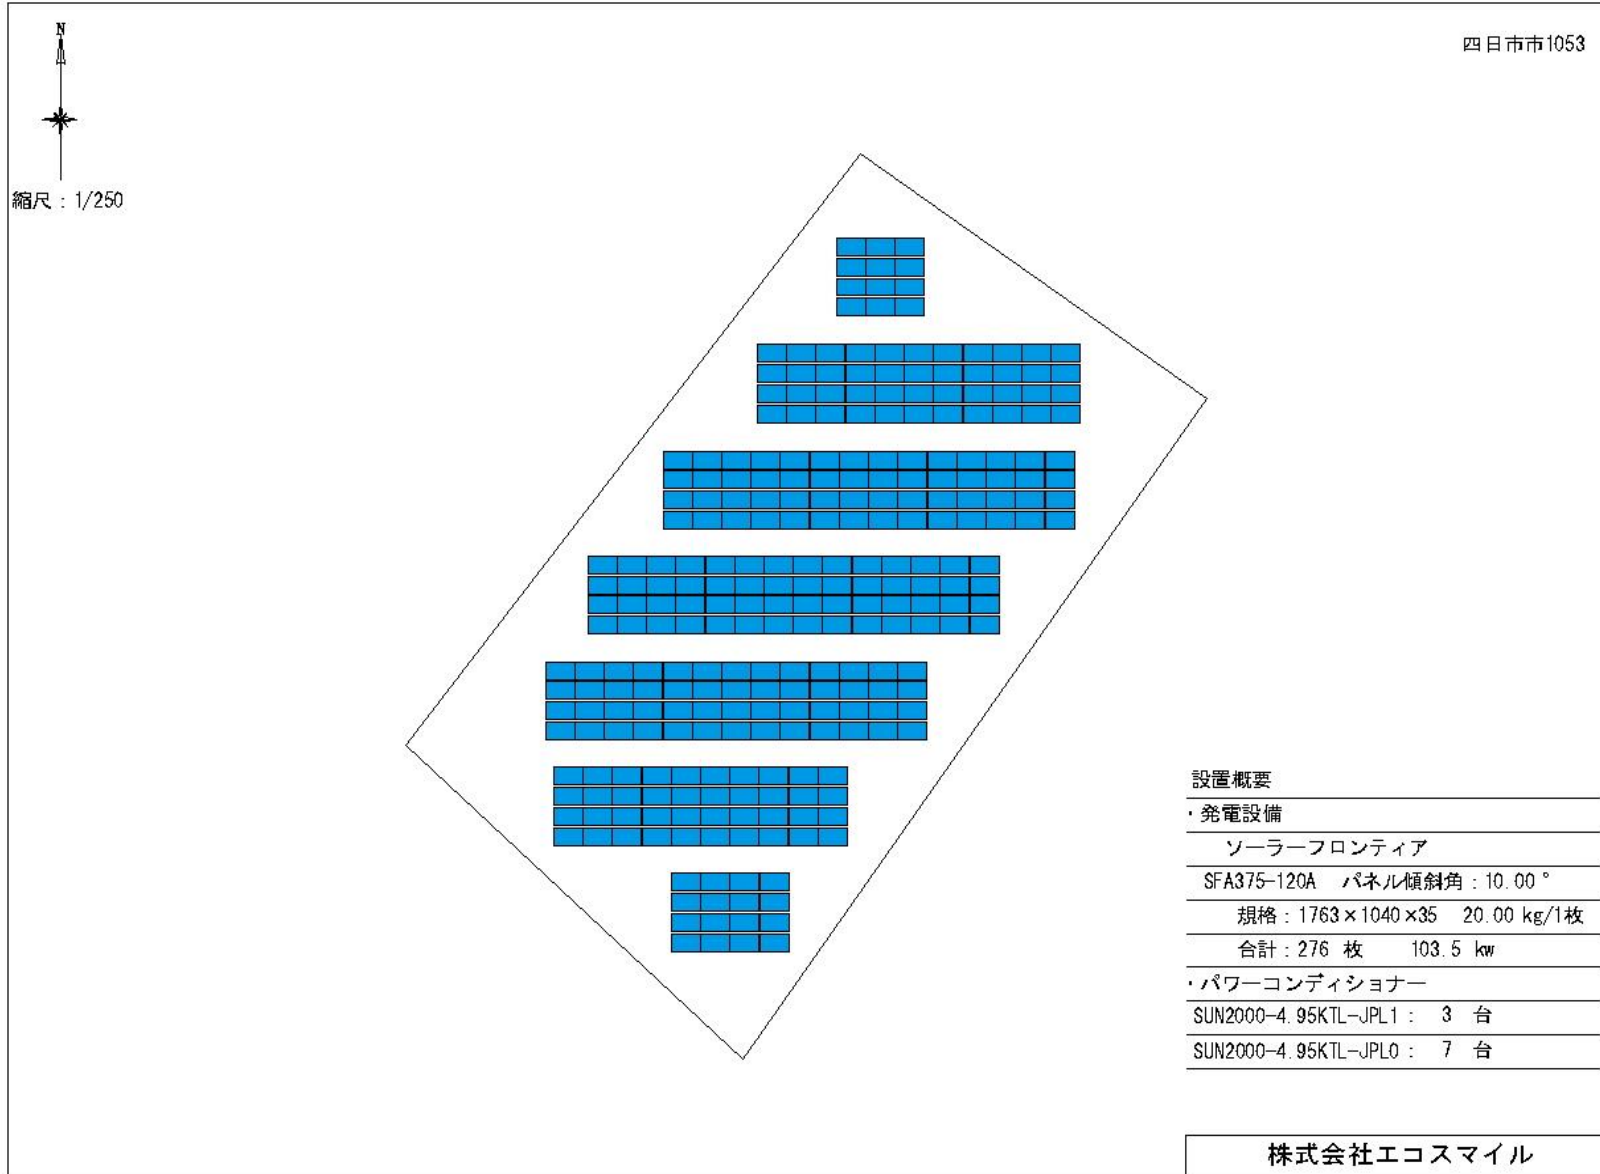 N
四日市市1053
縮尺：1/250
設置概要
・発電設備
ソーラーフロンティア
SFA375-120A パネル傾斜角：10.00°
規格：1763×1040×35 20.00 kg/1枚
合計：276 枚 103.5 kw
・パワーコンディショナー
SUN2000-4.95KTL-JPL1： 3 台
SUN2000-4.95KTL-JPL0： 7 台
株式会社エコスマイル